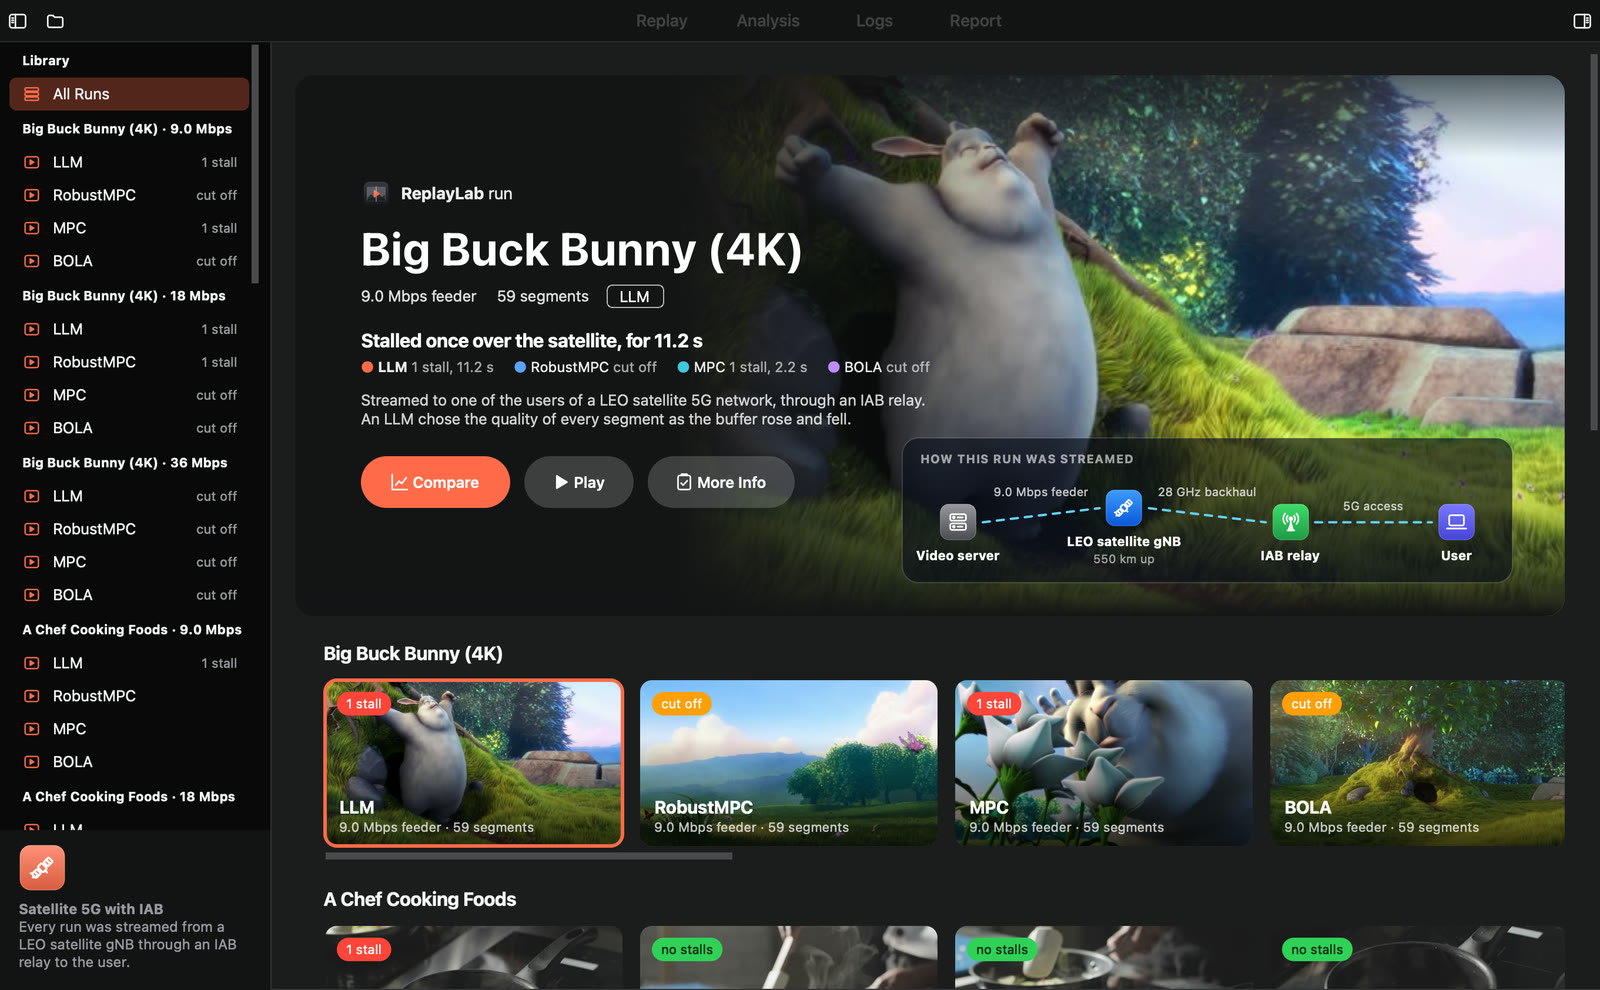 Replay
Analysis
Logs
Report
Library
All Runs
Big Buck Bunny (4K) · 9.0 Mbps
LLM 1 stall
RobustMPC cut off
MPC 1 stall
BOLA cut off
Big Buck Bunny (4K) · 18 Mbps
LLM 1 stall
RobustMPC 1 stall
MPC cut off
BOLA cut off
Big Buck Bunny (4K) · 36 Mbps
LLM cut off
RobustMPC cut off
MPC cut off
BOLA cut off
A Chef Cooking Foods · 9.0 Mbps
LLM 1 stall
RobustMPC
MPC
BOLA
A Chef Cooking Foods · 18 Mbps
LLM
Satellite 5G with IAB
Every run was streamed from a
LEO satellite gNB through an IAB
relay to the user.
ReplayLab run
Big Buck Bunny (4K)
9.0 Mbps feeder 59 segments LLM
Stalled once over the satellite, for 11.2 s
LLM 1 stall, 11.2 s RobustMPC cut off MPC 1 stall, 2.2 s BOLA cut off
Streamed to one of the users of a LEO satellite 5G network, through an IAB relay.
An LLM chose the quality of every segment as the buffer rose and fell.
Compare Play More Info
HOW THIS RUN WAS STREAMED
9.0 Mbps feeder 28 GHz backhaul 5G access
Video server LEO satellite gNB IAB relay User
550 km up
Big Buck Bunny (4K)
1 stall
LLM
9.0 Mbps feeder · 59 segments
cut off
RobustMPC
9.0 Mbps feeder · 59 segments
1 stall
MPC
9.0 Mbps feeder · 59 segments
cut off
BOLA
9.0 Mbps feeder · 59 segments
A Chef Cooking Foods
1 stall
no stalls
no stalls
no stalls